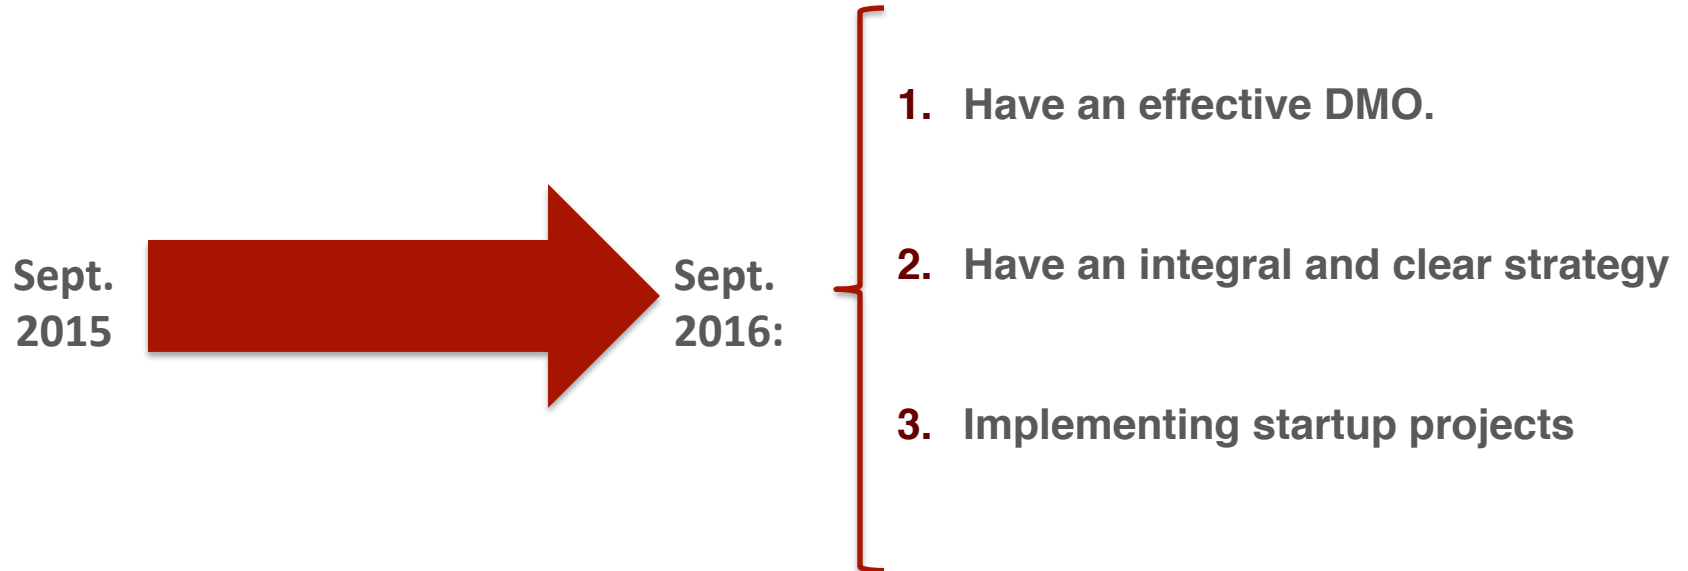 Sept.
2015
Sept.
2016:
1. Have an effective DMO.
2. Have an integral and clear strategy
3. Implementing startup projects